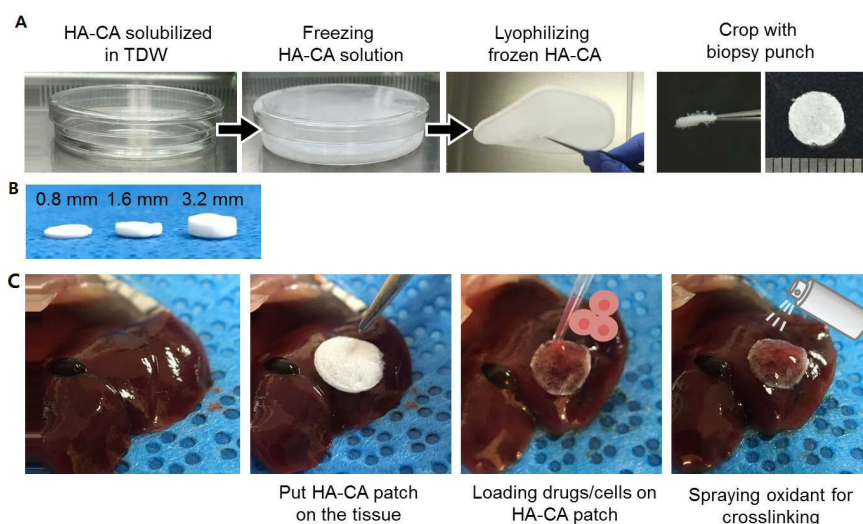 A
HA-CA solubilized
in TDW
Freezing
HA-CA solution
Lyophilizing
frozen HA-CA
Crop with
biopsy punch
B
0.8 mm 1.6 mm 3.2 mm
C
Put HA-CA patch
on the tissue
Loading drugs/cells on
HA-CA patch
Spraying oxidant for
crosslinking